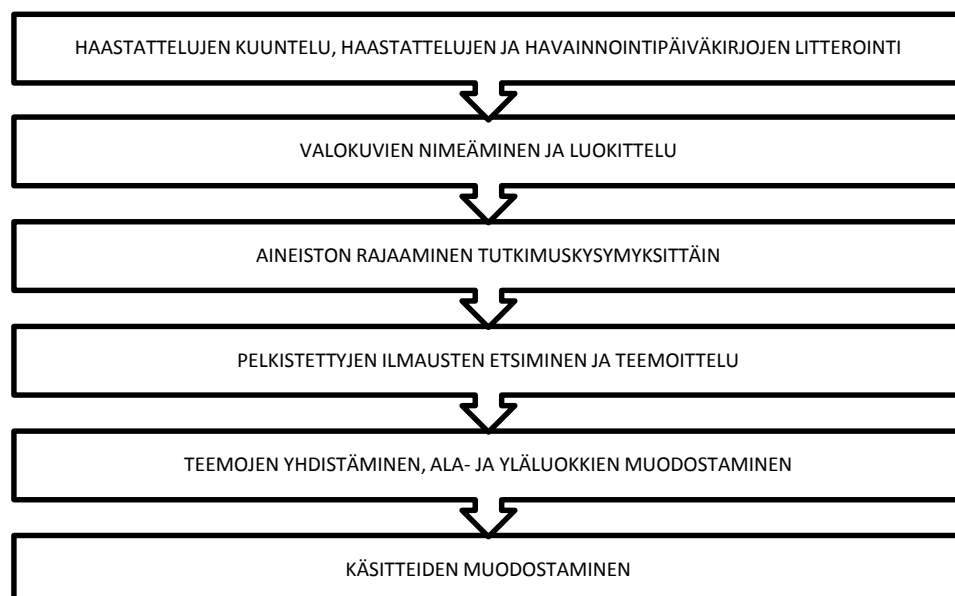 HAASTATTELUJEN KUUNTELU, HAASTATTELUJEN JA HAVAINNOINTIPÄIVÄKIRJOJEN LITTEROINTI
VALOKUVIEN NIMEÄMINEN JA LUOKITTELU
AINEISTON RAJAAMINEN TUTKIMUSKYSYMYKSITTÄIN
PELKISTETTYJEN ILMAUSTEN ETSIMINEN JA TEEMOITTELU
TEEMOJEN YHDISTÄMINEN, ALA- JA YLÄLUOKKIEN MUODOSTAMINEN
KÄSITTEIDEN MUODOSTAMINEN